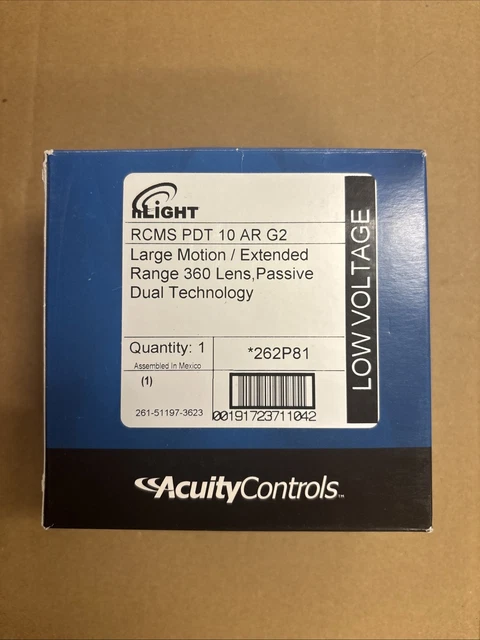 nLIGHT
RCMS PDT 10 AR G2
Large Motion / Extended
Range 360 Lens,Passive
Dual Technology
LOW VOLTAGE
Quantity: 1
Assembled In Mexico
*262P81
(1)
261-51197-3623
00191723711042
AcuityControls™